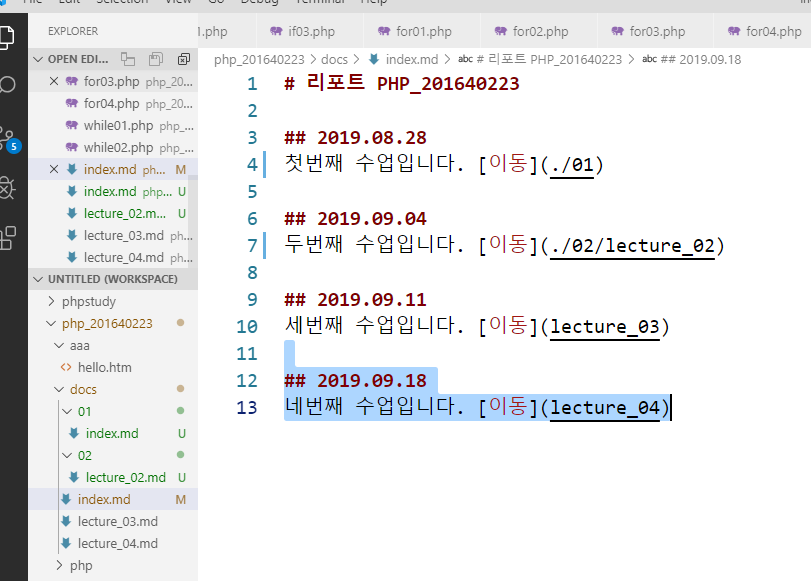 File Edit Selection View Go Debug Terminal Help
EXPLORER
.php if03.php for01.php for02.php for03.php for04.php
OPEN EDI...
for03.php php_20...
for04.php php_20...
while01.php php_...
while02.php php_...
index.md pho... M
index.md php... U
lecture_02.m... U
lecture_03.md ph...
lecture_04.md ph...
5
UNTITLED (WORKSPACE)
phpstudy
php_201640223
aaa
<> hello.htm
docs
01
index.md U
02
lecture_02.md U
index.md M
lecture_03.md
lecture_04.md
php
php_201640223 > docs > index.md > abc # 리포트 PHP_201640223 > abc ## 2019.09.18
1 # 리포트 PHP_201640223
2
3 ## 2019.08.28
4 첫번째 수업입니다. [이동](./01)
5
6 ## 2019.09.04
7 두번째 수업입니다. [이동](./02/lecture_02)
8
9 ## 2019.09.11
10 세번째 수업입니다. [이동](lecture_03)
11
12 ## 2019.09.18
13 네번째 수업입니다. [이동](lecture_04)